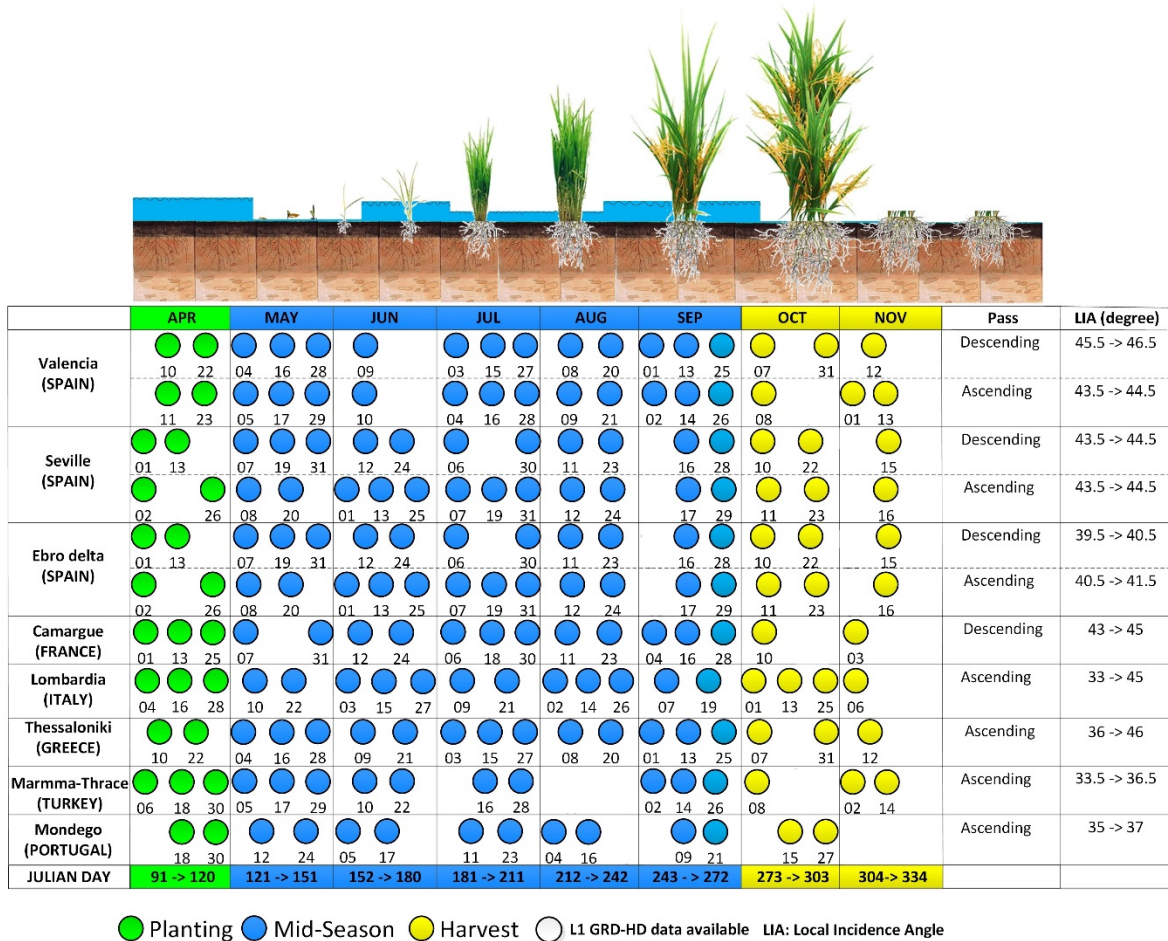 APR MAY JUN JUL AUG SEP OCT NOV Pass LIA (degree)
Valencia
(SPAIN)
Descending 45.5 -> 46.5
10 22 04 16 28 09 03 15 27 08 20 01 13 25 07 31 12
Ascending 43.5 -> 44.5
11 23 05 17 29 10 04 16 28 09 21 02 14 26 08 01 13
Seville
(SPAIN)
Descending 43.5 -> 44.5
01 13 07 19 31 12 24 06 30 11 23 16 28 10 22 15
Ascending 43.5 -> 44.5
02 26 08 20 01 13 25 07 19 31 12 24 17 29 11 23 16
Ebro delta
(SPAIN)
Descending 39.5 -> 40.5
01 13 07 19 31 12 24 06 30 11 23 16 28 10 22 15
Ascending 40.5 -> 41.5
02 26 08 20 01 13 25 07 19 31 12 24 17 29 11 23 16
Camargue
(FRANCE)
Descending 43 -> 45
01 13 25 07 31 12 24 06 18 30 11 23 04 16 28 10 03
Lombardia
(ITALY)
Ascending 33 -> 45
04 16 28 10 22 03 15 27 09 21 02 14 26 07 19 01 13 25 06
Thessaloniki
(GREECE)
Ascending 36 -> 46
10 22 04 16 28 09 21 03 15 27 08 20 01 13 25 07 31 12
Marmma-Thrace
(TURKEY)
Ascending 33.5 -> 36.5
06 18 30 05 17 29 10 22 16 28 02 14 26 08 02 14
Mondego
(PORTUGAL)
Ascending 35 -> 37
18 30 12 24 05 17 11 23 04 16 09 21 15 27
JULIAN DAY 91 -> 120 121 -> 151 152 -> 180 181 -> 211 212 -> 242 243 -> 272 273 -> 303 304-> 334
Planting Mid-Season Harvest L1 GRD-HD data available LIA: Local Incidence Angle